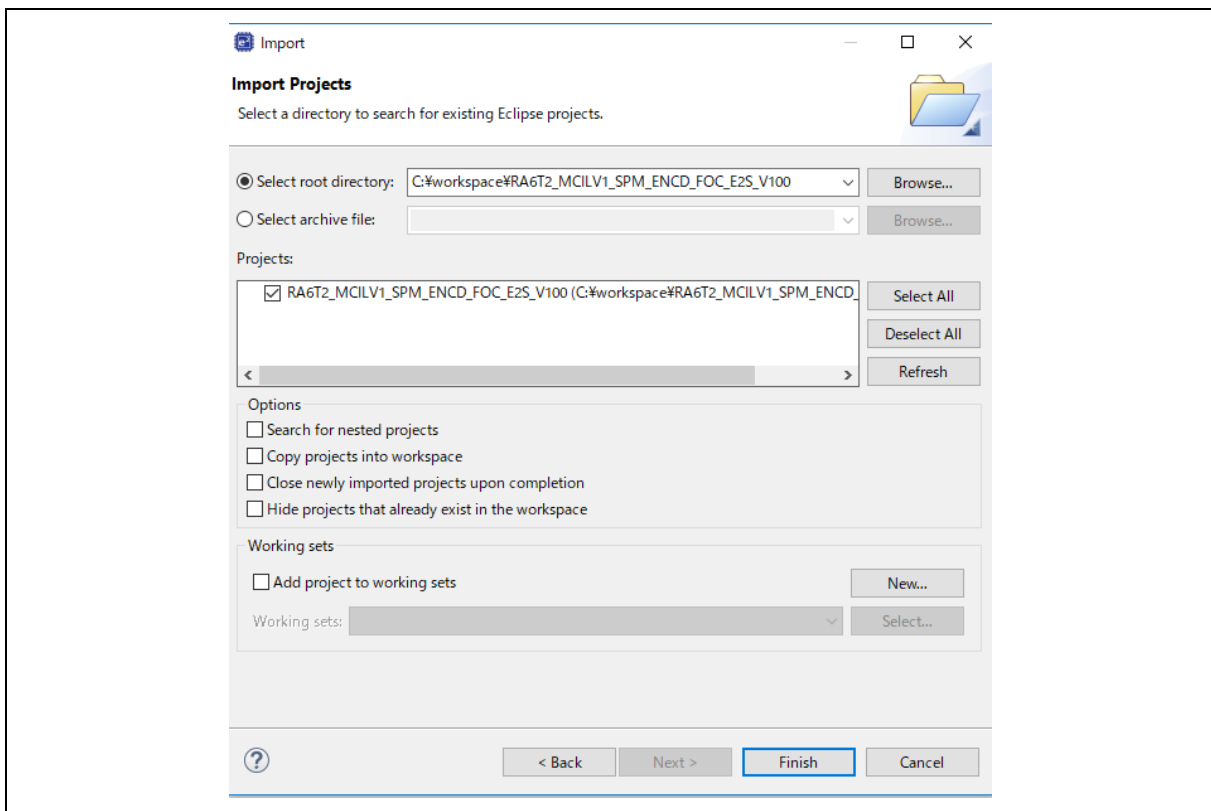 Import
Import Projects
Select a directory to search for existing Eclipse projects.
Select root directory: C:¥workspace¥RA6T2_MCILV1_SPM_ENCD_FOC_E2S_V100 Browse...
Select archive file: Browse...
Projects:
RA6T2_MCILV1_SPM_ENCD_FOC_E2S_V100 (C:¥workspace¥RA6T2_MCILV1_SPM_ENCD_ Select All
Deselect All
Refresh
Options
Search for nested projects
Copy projects into workspace
Close newly imported projects upon completion
Hide projects that already exist in the workspace
Working sets
Add project to working sets New...
Working sets: Select...
? < Back Next > Finish Cancel